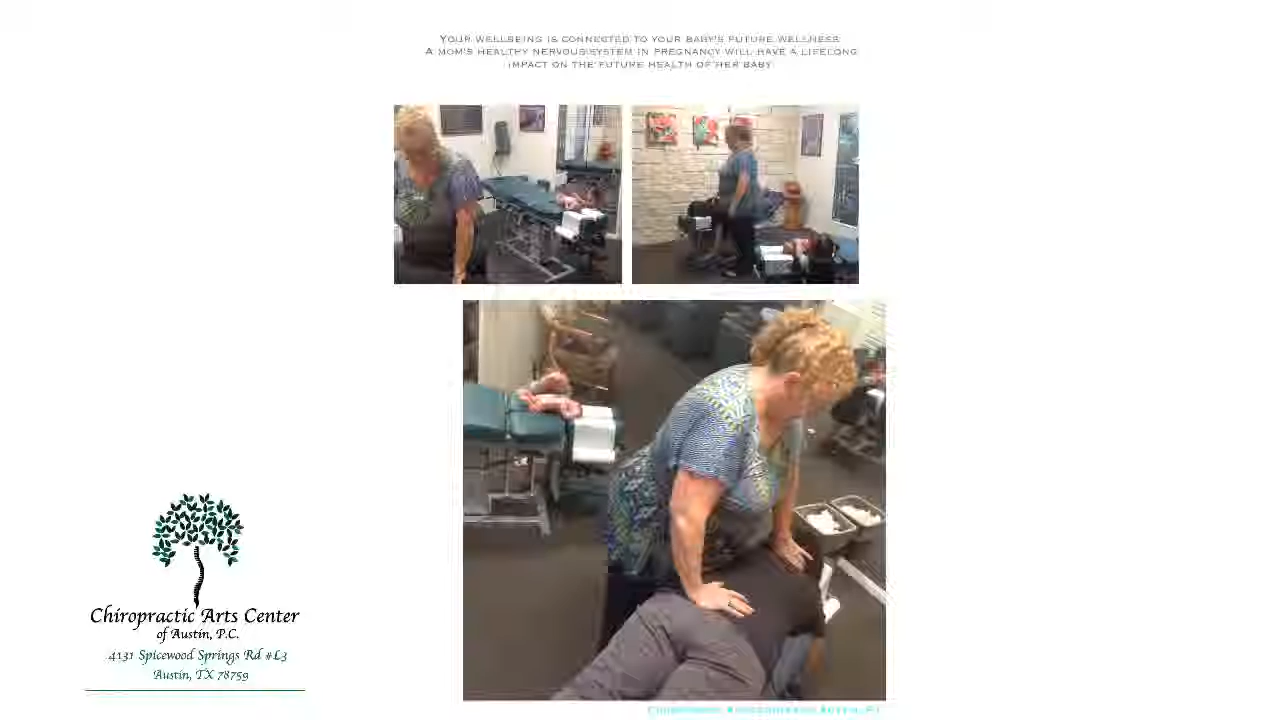 YOUR WELLBEING IS CONNECTED TO YOUR BABY'S FUTURE WELLNESS
A MOM'S HEALTHY NERVOUS SYSTEM IN PREGNANCY WILL HAVE A LIFELONG
IMPACT ON THE FUTURE HEALTH OF HER BABY
Chiropractic Arts Center
of Austin, P.C.
4131 Spicewood Springs Rd #L3
Austin, TX 78759